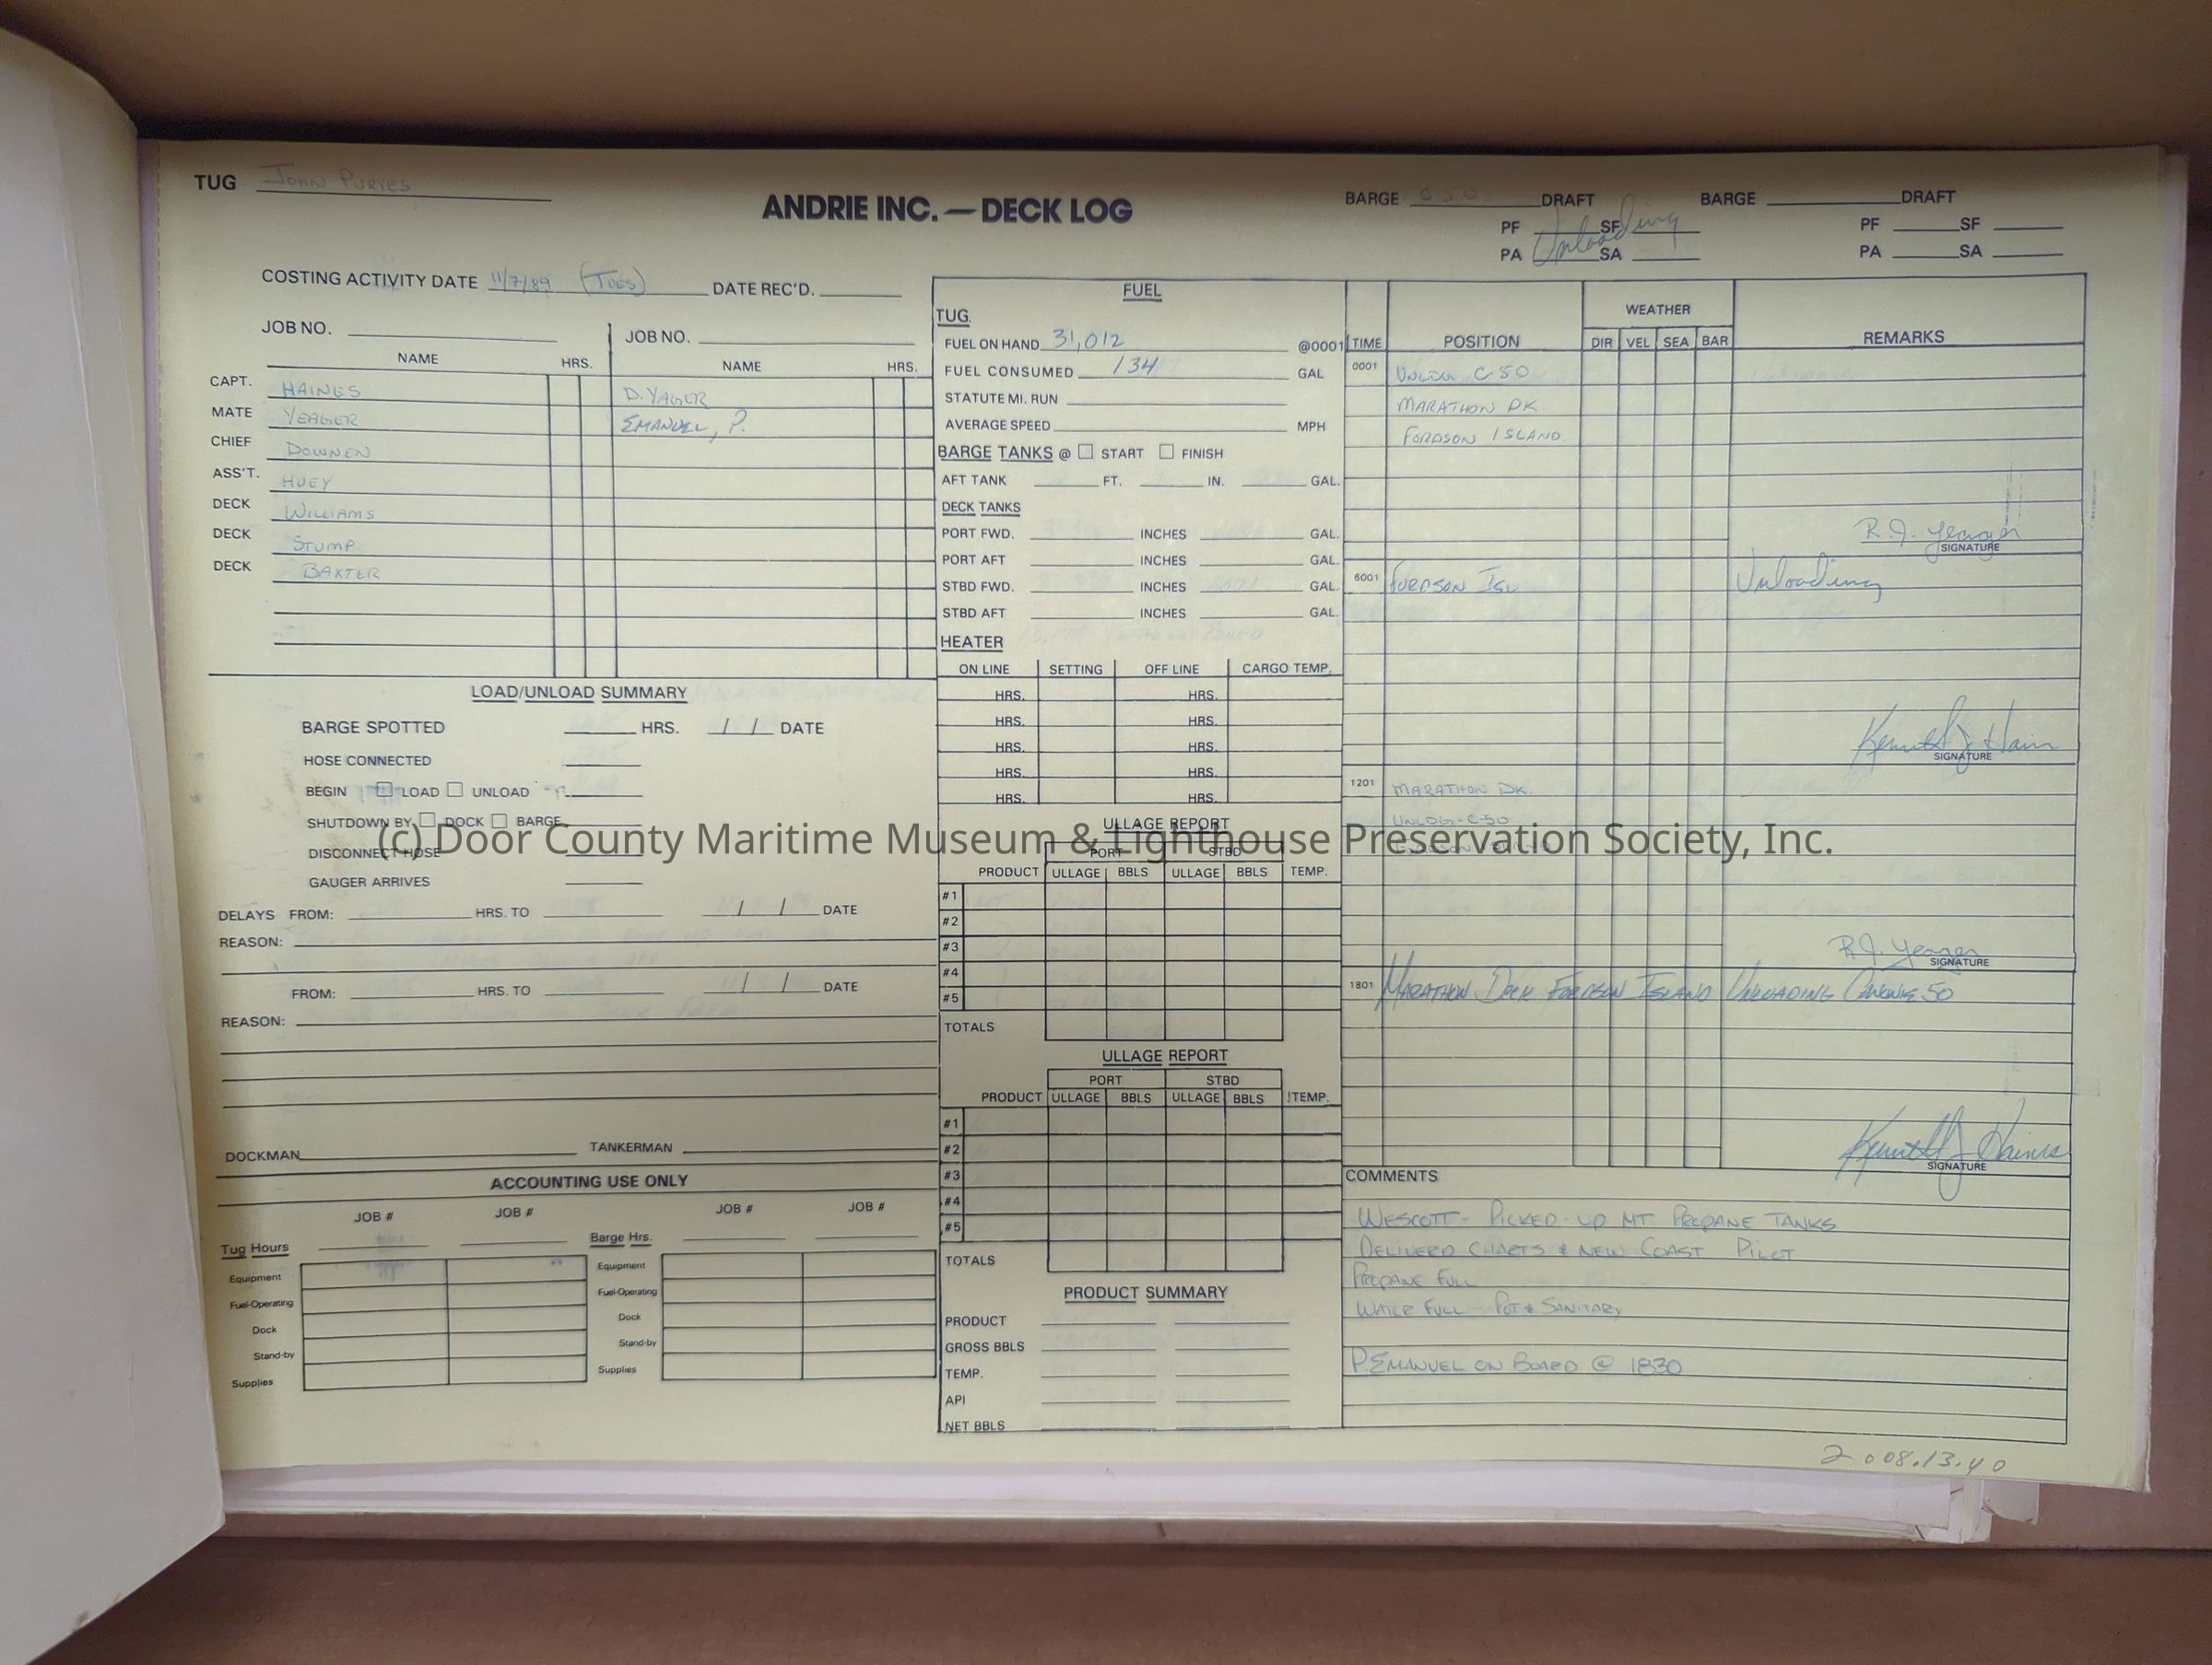 TUG John Purves
ANDRIE INC. — DECK LOG
BARGE C50 DRAFT BARGE DRAFT
PF SF PF SF
PA Unloading SA PA SA
COSTING ACTIVITY DATE 11/7/89 (Tues) DATE REC'D.
JOB NO. JOB NO.
NAME HRS. NAME HRS.
CAPT. HAINES D. YAGER
MATE YEAGER EMANUEL, P.
CHIEF DOWNEN
ASS'T. HUEY
DECK WILLIAMS
DECK STUMP
DECK BAXTER
LOAD/UNLOAD SUMMARY
BARGE SPOTTED HRS. / / DATE
HOSE CONNECTED
BEGIN LOAD UNLOAD
SHUTDOWN BY DOCK BARGE
DISCONNECT HOSE
GAUGER ARRIVES
DELAYS FROM: HRS. TO / / DATE
REASON:
FROM: HRS. TO / / DATE
REASON:
DOCKMAN TANKERMAN
ACCOUNTING USE ONLY
JOB # JOB # JOB # JOB #
Tug Hours Barge Hrs.
Equipment Equipment
Fuel-Operating Fuel-Operating
Dock Dock
Stand-by Stand-by
Supplies Supplies
FUEL
TUG
FUEL ON HAND 31,012 @0001
FUEL CONSUMED 134 GAL
STATUTE MI. RUN
AVERAGE SPEED MPH
BARGE TANKS @ START FINISH
AFT TANK FT. IN. GAL.
DECK TANKS
PORT FWD. INCHES GAL.
PORT AFT INCHES GAL.
STBD FWD. INCHES GAL.
STBD AFT INCHES GAL.
HEATER
ON LINE SETTING OFF LINE CARGO TEMP.
HRS. HRS.
HRS. HRS.
HRS. HRS.
HRS. HRS.
HRS. HRS.
ULLAGE REPORT
PORT STBD
PRODUCT ULLAGE BBLS ULLAGE BBLS TEMP.
#1
#2
#3
#4
#5
TOTALS
ULLAGE REPORT
PORT STBD
PRODUCT ULLAGE BBLS ULLAGE BBLS TEMP.
#1
#2
#3
#4
#5
TOTALS
PRODUCT SUMMARY
PRODUCT
GROSS BBLS
TEMP.
API
NET BBLS
WEATHER
TIME POSITION DIR VEL SEA BAR REMARKS
0001 UNLDG C-50
MARATHON DK.
FORDSON ISLAND
R.J. Yeager
SIGNATURE
6001 FORDSON ISL Unloading
Kenneth J Hain
SIGNATURE
1201 MARATHON DK.
UNLDG-C-50
R.J. Yeager
SIGNATURE
1801 MARATHON DOCK FORDSON ISLAND UNLOADING 50
Kenneth J Haines
SIGNATURE
COMMENTS
WESCOTT - PICKED-UP MT PROPANE TANKS
DELIVERD CHARTS & NEW COAST PILOT
PROPANE FULL
WATER FULL - POT & SANITARY
P. EMANUEL ON BOARD @ 1830
2008.13.40
(c) Door County Maritime Museum & Lighthouse Preservation Society, Inc.